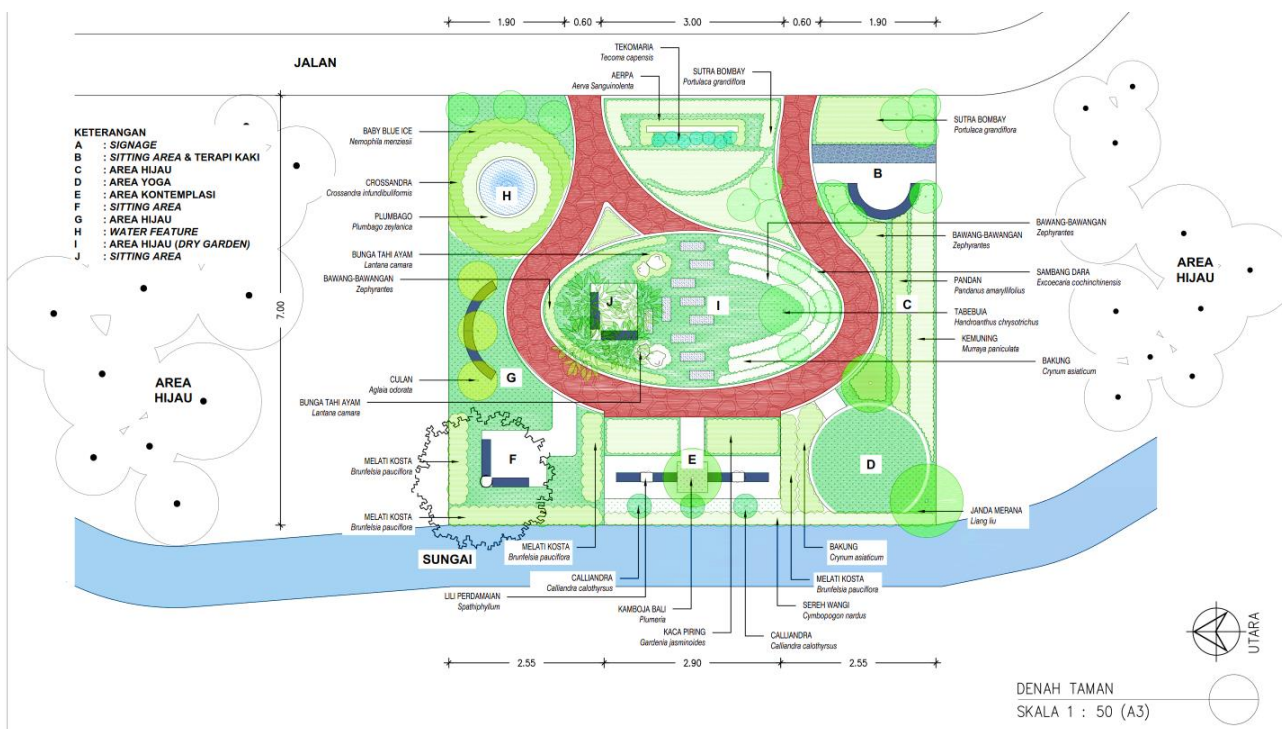 1.90 0.60 3.00 0.60 1.90
JALAN
TEKOMARIA
Tecoma capensis
AERPA
Aerva Sanguinolenta
SUTRA BOMBAY
Portulaca grandiflora
KETERANGAN
A : SIGNAGE
B : SITTING AREA & TERAPI KAKI
C : AREA HIJAU
D : AREA YOGA
E : AREA KONTEMPLASI
F : SITTING AREA
G : AREA HIJAU
H : WATER FEATURE
I : AREA HIJAU (DRY GARDEN)
J : SITTING AREA
7.00
BABY BLUE ICE
Nemophila menziesii
CROSSANDRA
Crossandra infundibuliformis
PLUMBAGO
Plumbago zeylenica
BUNGA TAHI AYAM
Lantane camara
BAWANG-BAWANGAN
Zephyrantes
CULAN
Aglaia odorata
BUNGA TAHI AYAM
Lantane camara
MELATI KOSTA
Brunfelsia pauciflora
MELATI KOSTA
Brunfelsia pauciflora
H
J
I
G
F
E
D
C
B
SUTRA BOMBAY
Portulaca grandiflora
BAWANG-BAWANGAN
Zephyrantes
BAWANG-BAWANGAN
Zephyrantes
SAMBANG DARA
Excoecaria cochinchinensis
PANDAN
Pandanus amaryllifolius
TABEBUIA
Handroanthus chrysotrichus
KEMUNING
Murraya paniculata
BAKUNG
Crynum asiaticum
JANDA MERANA
Liang liu
AREA
HIJAU
AREA
HIJAU
SUNGAI
MELATI KOSTA
Brunfelsia pauciflora
CALLIANDRA
Calliandra calothyrsus
LILI PERDAMAIAN
Spathiphyllum
KAMBOJA BALI
Plumeria
KACA PIRING
Gardenia jasminoides
BAKUNG
Crynum asiaticum
MELATI KOSTA
Brunfelsia pauciflora
SEREH WANGI
Cymbopogon nardus
CALLIANDRA
Calliandra calothyrsus
2.55 2.90 2.55
UTARA
DENAH TAMAN
SKALA 1 : 50 (A3)